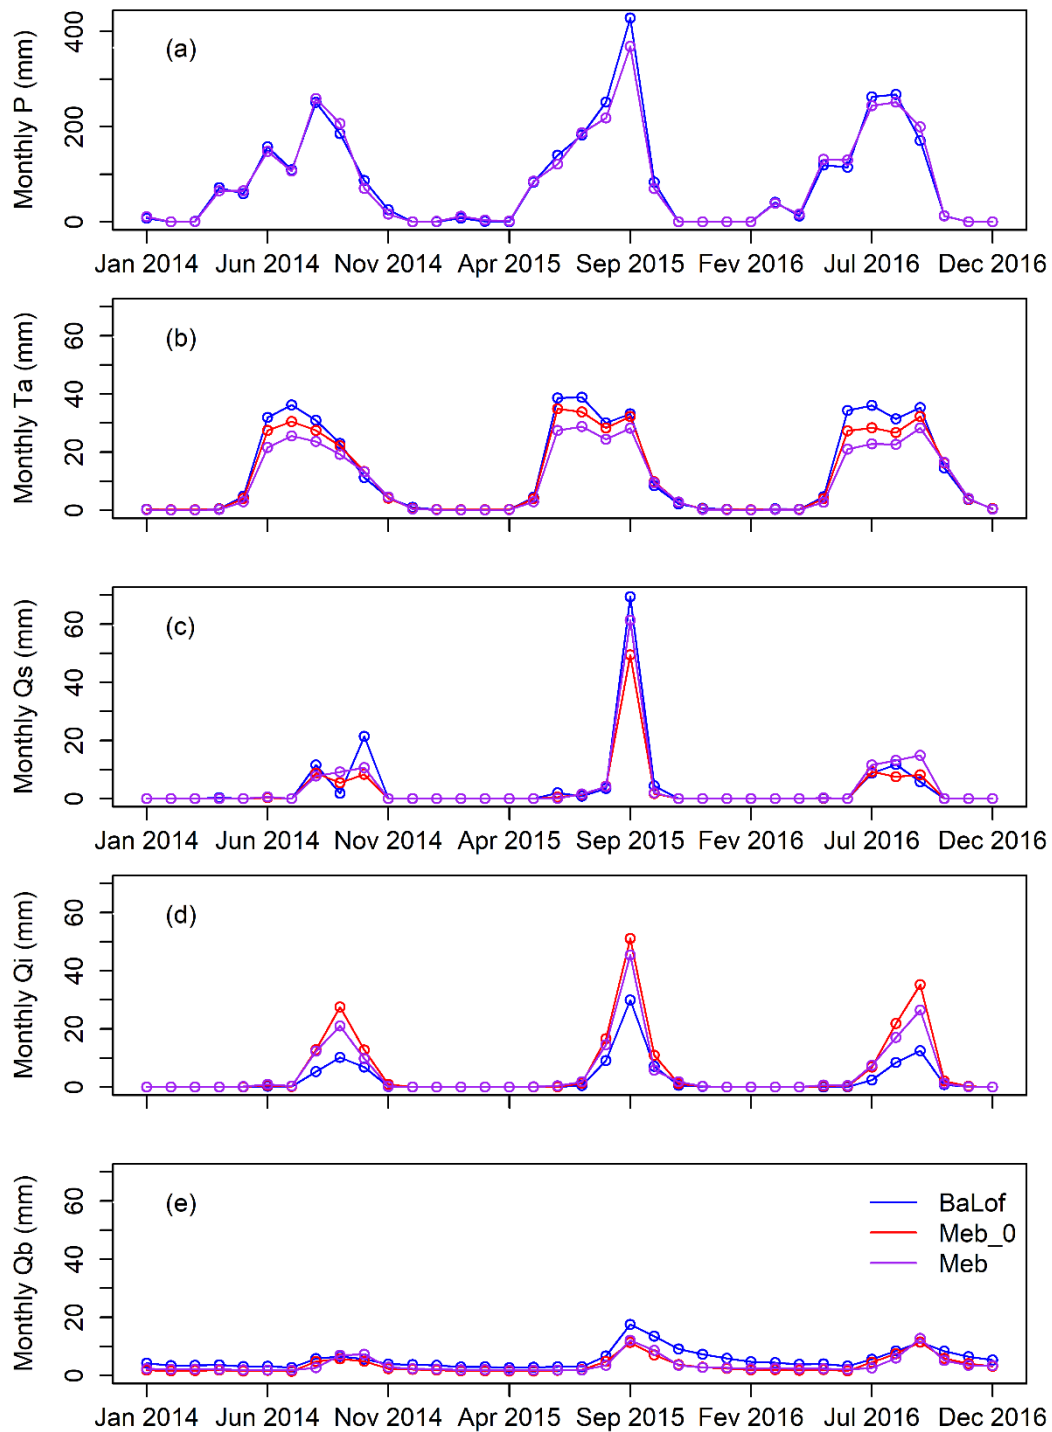 Monthly P (mm)
400
200
0
(a)
Jan 2014 Jun 2014 Nov 2014 Apr 2015 Sep 2015 Fev 2016 Jul 2016 Dec 2016
Monthly Ta (mm)
60
40
20
0
(b)
Monthly Qs (mm)
60
40
20
0
(c)
Jan 2014 Jun 2014 Nov 2014 Apr 2015 Sep 2015 Fev 2016 Jul 2016 Dec 2016
Monthly Qi (mm)
60
40
20
0
(d)
Monthly Qb (mm)
60
40
20
0
(e)
BaLof
Meb_0
Meb
Jan 2014 Jun 2014 Nov 2014 Apr 2015 Sep 2015 Fev 2016 Jul 2016 Dec 2016